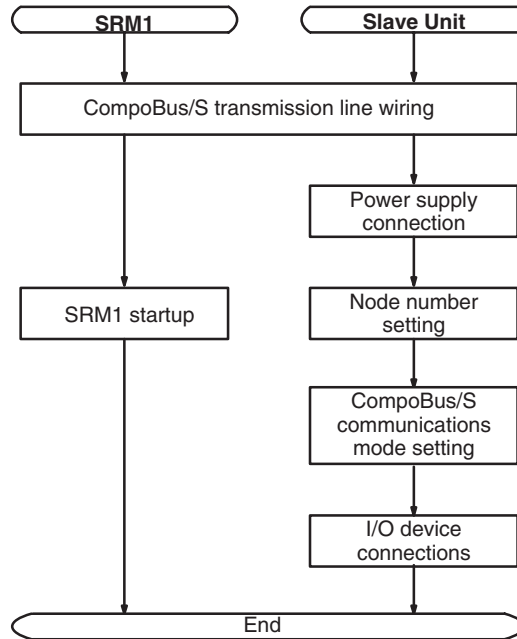 SRM1
Slave Unit
CompoBus/S transmission line wiring
Power supply
connection
SRM1 startup
Node number
setting
CompoBus/S
communications
mode setting
I/O device
connections
End